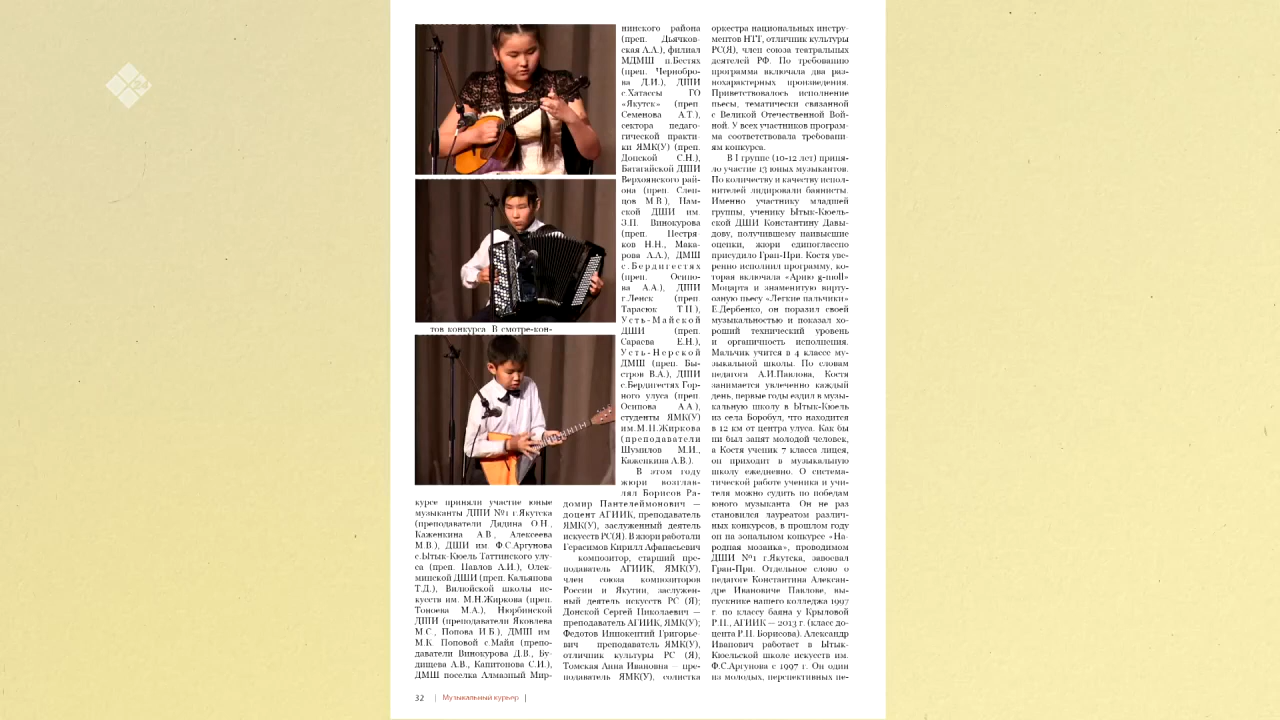 тов конкурса. В смотре-кон-
курсе приняли участие юные
музыканты ДШИ №1 г.Якутска
(преподаватели Дядина О.Н.,
Каженкина А.В., Алексеева
М.В.), ДШИ им. Ф.С.Аргунова
с.Ытык-Кюель Таттинского улу-
са (преп. Павлов А.И.), Олек-
минской ДШИ (преп. Кальянова
Т.Д.), Вилюйской школы ис-
кусств им. М.Н.Жиркова (преп.
Тоноева М.А.), Нюрбинской
ДШИ (преподаватели Яковлева
М.С., Попова И.Б.), ДМШ им.
М.К. Поповой с.Майя (препо-
даватели Винокурова Д.В., Бу-
дищева А.В., Капитонова С.И.),
ДМШ поселка Алмазный Мир-
нинского района
(преп. Дьячков-
ская А.А.), филиал
МДМШ п.Бестях
(преп. Чернобро-
ва Д.И.), ДШИ
с.Хатассы ГО
«Якутск» (преп.
Семенова А.Т.),
сектора педаго-
гической практи-
ки ЯМК(У) (преп.
Донской С.Н.),
Батагайской ДШИ
Верхоянского рай-
она (преп. Слеп-
цов М.В.), Нам-
ской ДШИ им.
З.П. Винокурова
(преп. Пестря-
ков Н.Н., Мака-
рова А.А.), ДМШ
с.Бердигестях
(преп. Осипо-
ва А.А.), ДШИ
г.Ленск (преп.
Тарасюк Т.П.),
Усть-Майской
ДШИ (преп.
Сараева Е.Н.),
Усть-Нерской
ДМШ (преп. Бы-
стров В.А.), ДШИ
с.Бердигестях Гор-
ного улуса (преп.
Осипова А.А.),
студенты ЯМК(У)
им.М.Н.Жиркова
(преподаватели
Шумилов М.И.,
Каженкина А.В.).
В этом году
жюри возглав-
лял Борисов Ра-
домир Пантелеймонович —
доцент АГИИК, преподаватель
ЯМК(У), заслуженный деятель
искусств РС(Я). В жюри работали
Герасимов Кирилл Афанасьевич
композитор, старший пре-
подаватель АГИИК, ЯМК(У),
член союза композиторов
России и Якутии, заслужен-
ный деятель искусств РС (Я);
Донской Сергей Николаевич —
преподаватель АГИИК, ЯМК(У);
Федотов Иннокентий Григорье-
вич преподаватель ЯМК(У),
отличник культуры РС (Я);
Томская Анна Ивановна – пре-
подаватель ЯМК(У), солистка
оркестра национальных инстру-
ментов НТТ, отличник культуры
РС(Я), член союза театральных
деятелей РФ. По требованию
программа включала два раз-
нохарактерных произведения.
Приветствовалось исполнение
пьесы, тематически связанной
с Великой Отечественной Вой-
ной. У всех участников програм-
ма соответствовала требовани-
ям конкурса.
В I группе (10-12 лет) приня-
ло участие 13 юных музыкантов.
По количеству и качеству испол-
нителей лидировали баянисты.
Именно участнику младшей
группы, ученику Ытык-Кюель-
ской ДШИ Константину Давы-
дову, получившему наивысшие
оценки, жюри единогласно
присудило Гран-При. Костя уве-
ренно исполнил программу, ко-
торая включала «Арию g-moll»
Моцарта и знаменитую вирту-
озную пьесу «Легкие пальчики»
Е.Дербенко, он поразил своей
музыкальностью и показал хо-
роший технический уровень
и органичность исполнения.
Мальчик учится в 4 классе му-
зыкальной школы. По словам
педагога А.И.Павлова, Костя
занимается увлеченно каждый
день, первые годы ездил в музы-
кальную школу в Ытык-Кюель
из села Боробул, что находится
в 12 км от центра улуса. Как бы
ни был занят молодой человек,
а Костя ученик 7 класса лицея,
он приходит в музыкальную
школу ежедневно. О система-
тической работе ученика и учи-
теля можно судить по победам
юного музыканта. Он не раз
становился лауреатом различ-
ных конкурсов, в прошлом году
он на зональном конкурсе «На-
родная мозаика», проводимом
ДШИ №1 г.Якутска, завоевал
Гран-При. Отдельное слово о
педагоге Константина Алексан-
дре Ивановиче Павлове, вы-
пускнике нашего колледжа 1997
г. по классу баяна у Крыловой
Р.П., АГИИК — 2013 г. (класс до-
цента Р.П. Борисова). Александр
Иванович работает в Ытык-
Кюельской школе искусств им.
Ф.С.Аргунова с 1997 г. Он один
из молодых, перспективных пе-
32 | Музыкальный курьер |